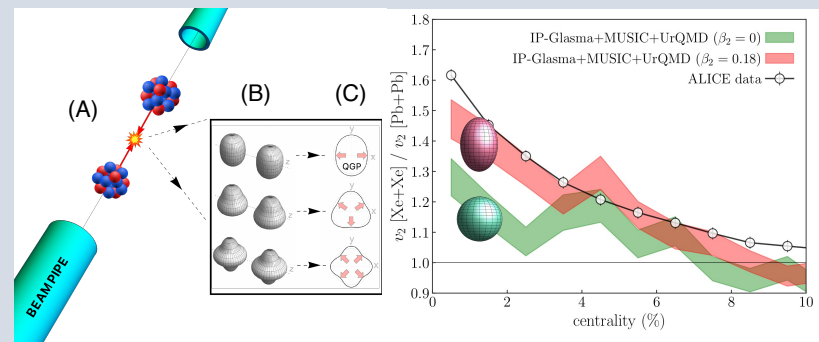 (A)
BEAM PIPE
(B)
(C)
z
y
x
QGP
z
y
x
z
y
x
1.8
1.7
1.6
1.5
1.4
1.3
1.2
1.1
1.0
0.9
v₂ [Xe+Xe] / v₂ [Pb+Pb]
IP-Glasma+MUSIC+UrQMD (β₂ = 0)
IP-Glasma+MUSIC+UrQMD (β₂ = 0.18)
ALICE data
0 2 4 6 8 10
centrality (%)